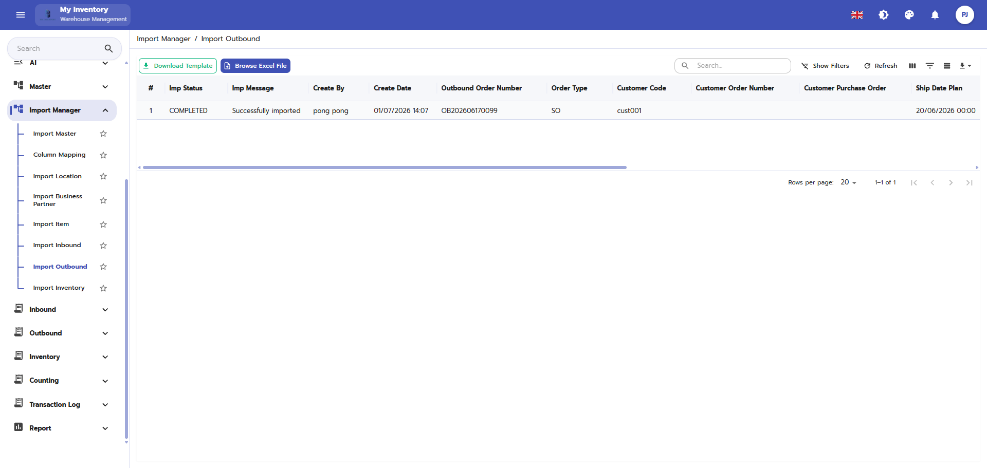 My Inventory
Warehouse Management
PJ
Search
AI
Master
Import Manager
Import Master
Column Mapping
Import Location
Import Business
Partner
Import Item
Import Inbound
Import Outbound
Import Inventory
Inbound
Outbound
Inventory
Counting
Transaction Log
Report
Import Manager / Import Outbound
Download Template
Browse Excel File
Search..
Show Filters
Refresh
# Imp Status Imp Message Create By Create Date Outbound Order Number Order Type Customer Code Customer Order Number Customer Purchase Order Ship Date Plan
1 COMPLETED Successfully imported pong pong 01/07/2026 14:07 OB202606170099 SO cust001 20/06/2026 00:00
Rows per page: 20 1–1 of 1